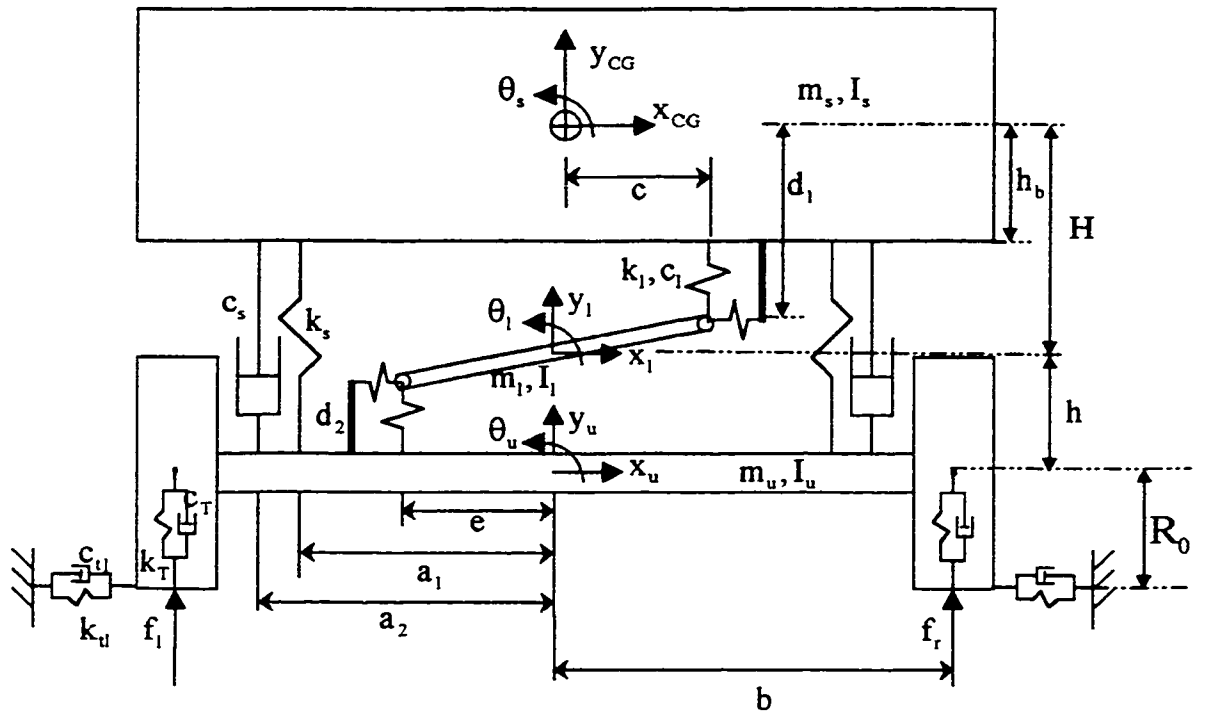 y_CG
θ_s
m_s, I_s
x_CG
c
d_1
h_b
H
k_l, c_l
y_l
c_s
k_s
θ_l
x_l
m_l, I_l
d_2
y_u
h
θ_u
x_u
m_u, I_u
c_T
e
R_0
c_tl
k_T
a_1
a_2
k_tl
f_l
f_r
b